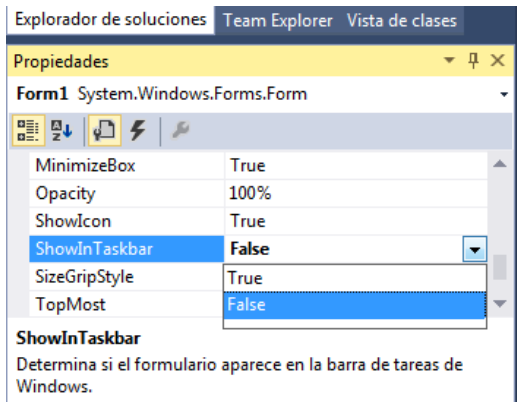 Explorador de soluciones Team Explorer Vista de clases
Propiedades
Form1 System.Windows.Forms.Form
MinimizeBox True
Opacity 100%
ShowIcon True
ShowInTaskbar False
SizeGripStyle True
TopMost False
ShowInTaskbar
Determina si el formulario aparece en la barra de tareas de
Windows.